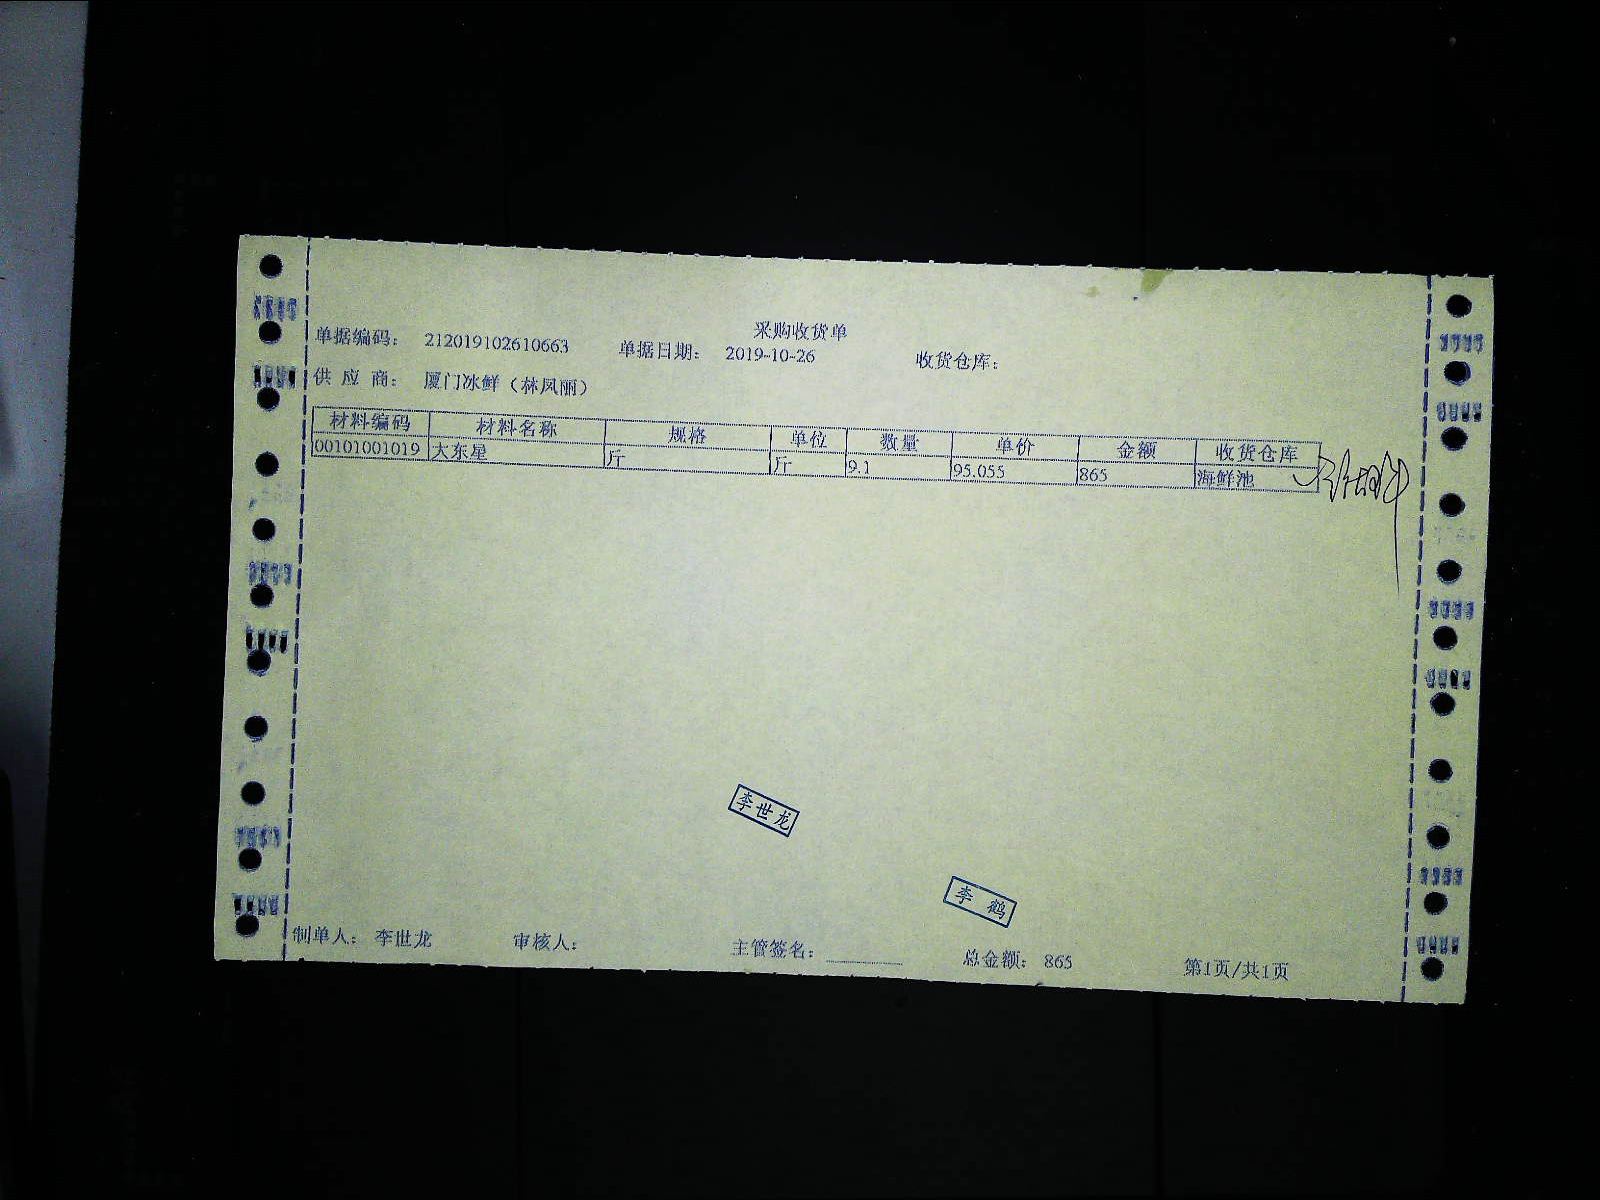 采购收货单
单据编码： 212019102610663 单据日期： 2019-10-26 收货仓库：
供 应 商： 厦门冰鲜（林凤丽）
材料编码 材料名称 规格 单位 数量 单价 金额 收货仓库
00101001019 大东星 斤 斤 9.1 95.055 865 海鲜池
李世龙
李 鹤
制单人： 李世龙 审核人： 主管签名： 总金额： 865 第1页/共1页